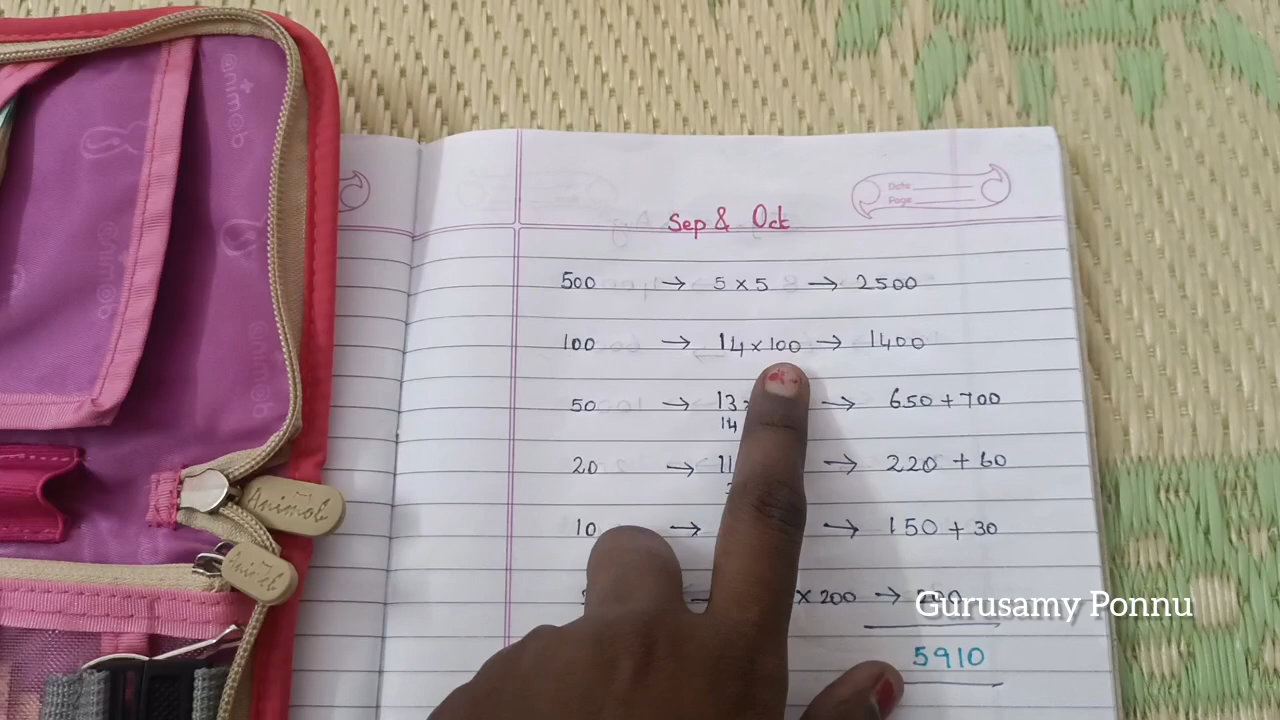 animob
animob
animob
Animob
Animob
Date
Page
Sep & Oct
500 → 5 x 5 → 2500
100 → 14 x 100 → 1400
50 → 13 → 650 + 700
14
20 → 11 → 220 + 60
10 → → 150 + 30
x 200 → 200
Gurusamy Ponnu
5910